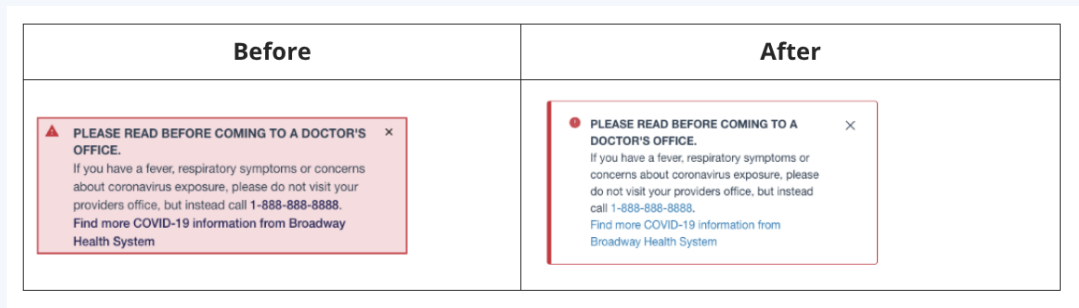 Before
After
PLEASE READ BEFORE COMING TO A DOCTOR'S
OFFICE.
If you have a fever, respiratory symptoms or concerns
about coronavirus exposure, please do not visit your
providers office, but instead call 1-888-888-8888.
Find more COVID-19 information from Broadway
Health System
PLEASE READ BEFORE COMING TO A
DOCTOR'S OFFICE.
If you have a fever, respiratory symptoms or
concerns about coronavirus exposure, please
do not visit your providers office, but instead
call 1-888-888-8888.
Find more COVID-19 information from
Broadway Health System